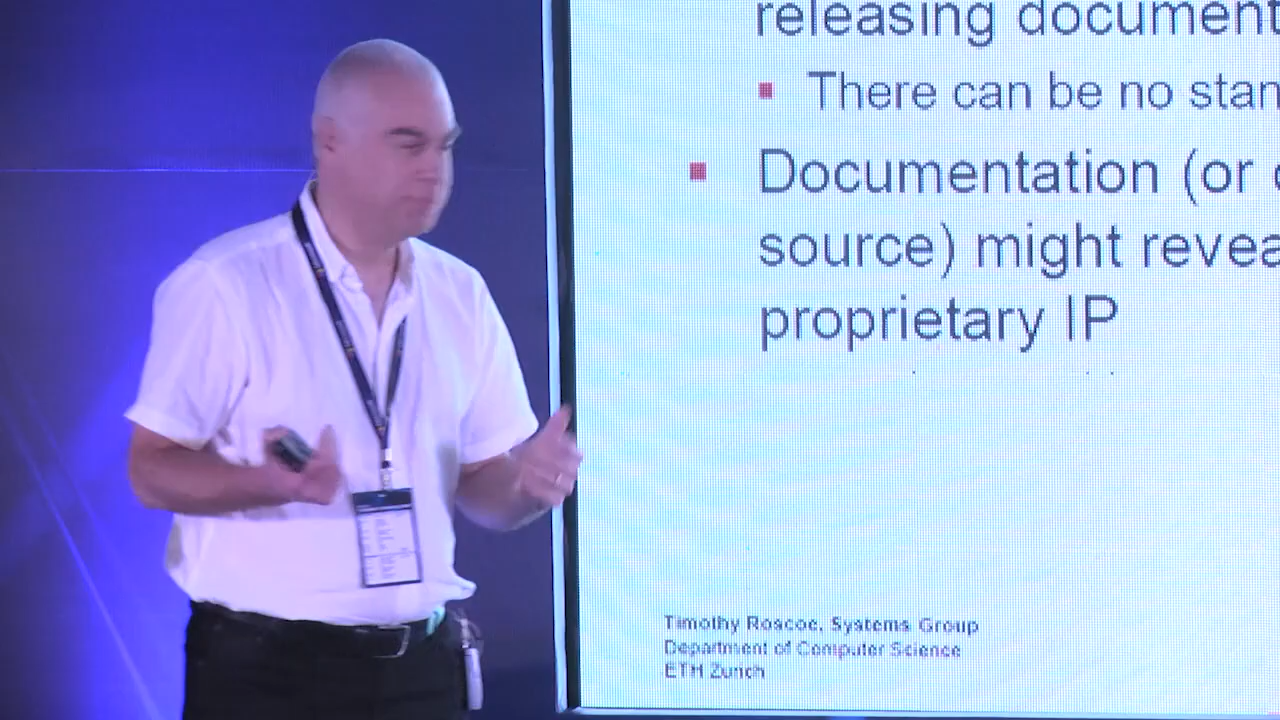 releasing document
There can be no stan
Documentation (or
source) might revea
proprietary IP
Timothy Roscoe, Systems Group
Department of Computer Science
ETH Zurich